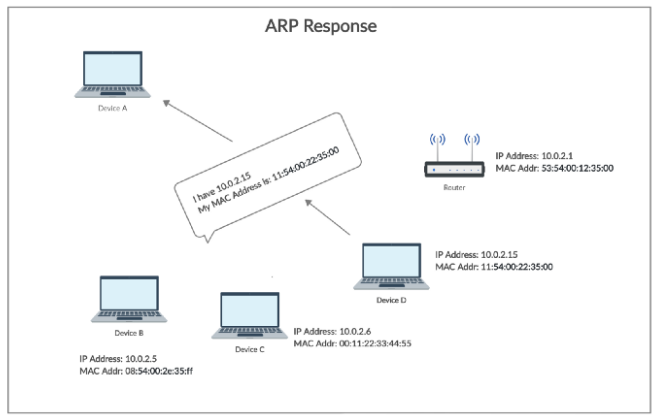 ARP Response
Device A
I have 10.0.2.15
My MAC Address is: 11:54:00:22:35:00
IP Address: 10.0.2.1
MAC Addr: 53:54:00:12:35:00
Router
IP Address: 10.0.2.15
MAC Addr: 11:54:00:22:35:00
Device D
Device B
IP Address: 10.0.2.5
MAC Addr: 08:54:00:2e:35:ff
Device C
IP Address: 10.0.2.6
MAC Addr: 00:11:22:33:44:55